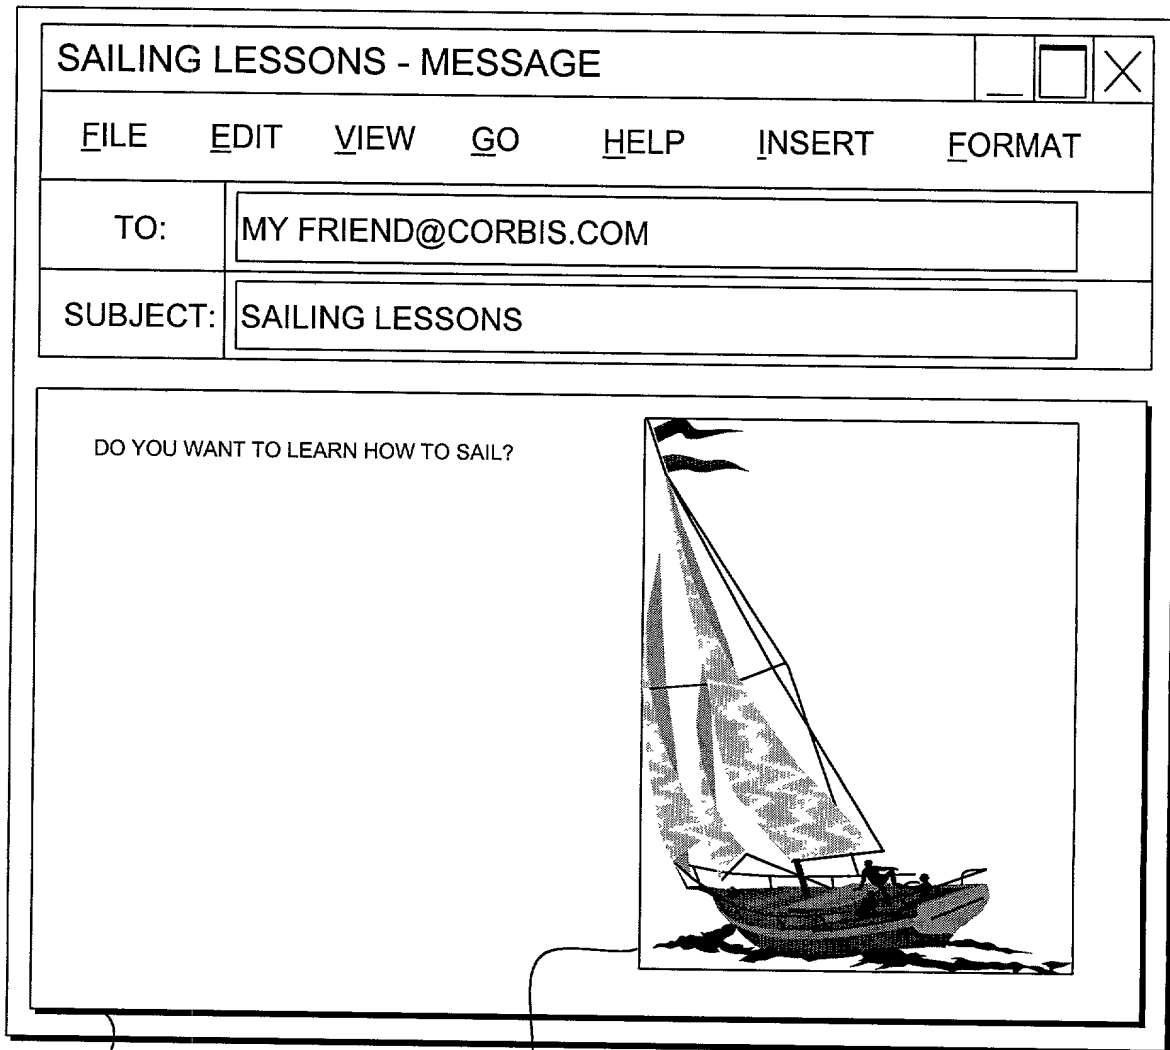 SAILING LESSONS - MESSAGE
FILE EDIT VIEW GO HELP INSERT FORMAT
TO: MY FRIEND@CORBIS.COM
SUBJECT: SAILING LESSONS
DO YOU WANT TO LEARN HOW TO SAIL?